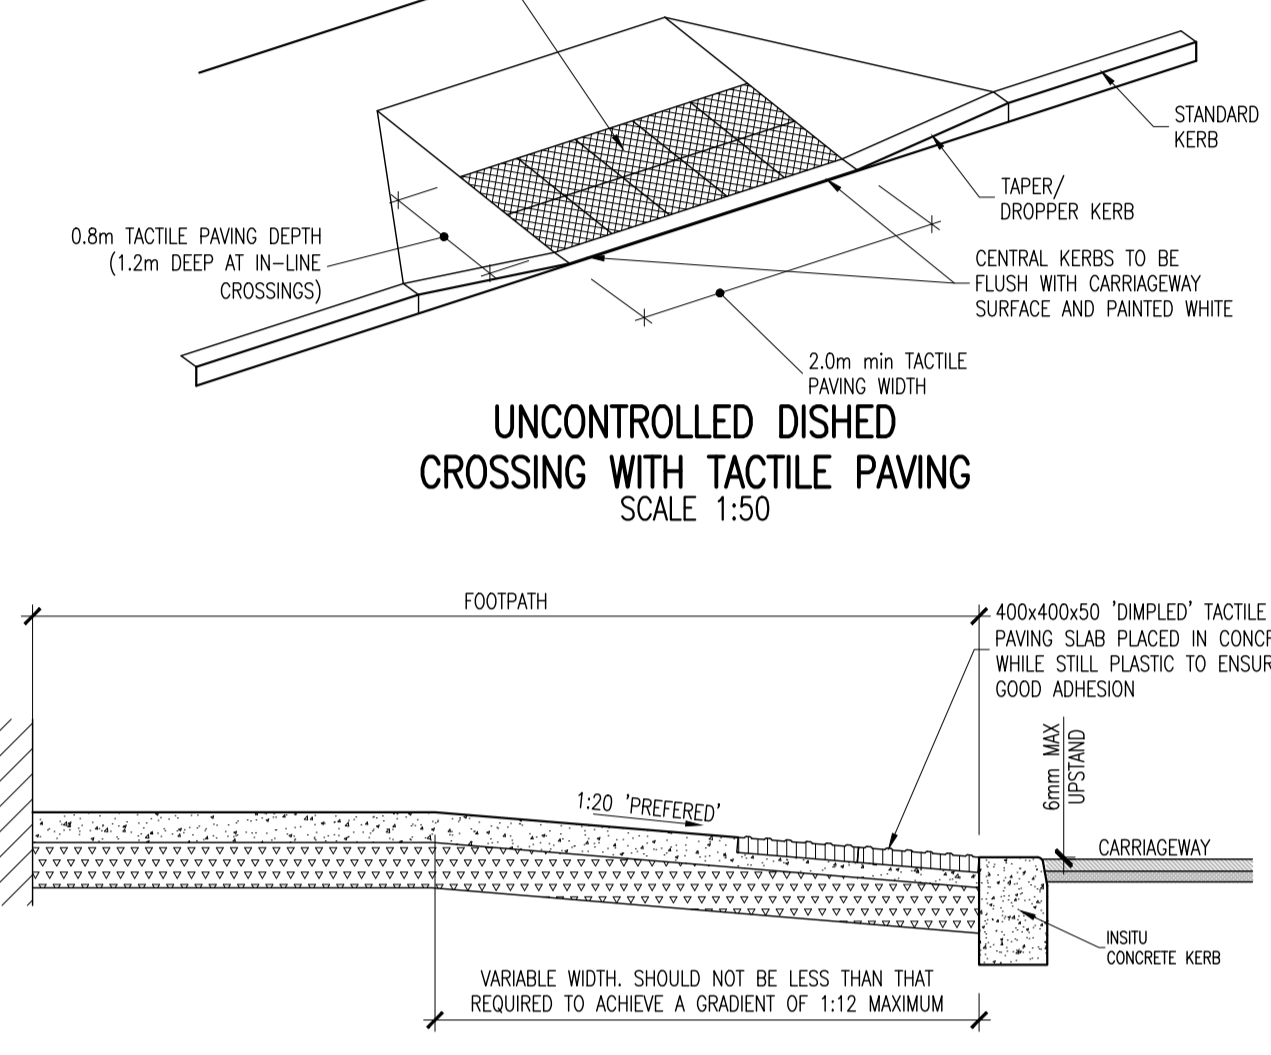 STANDARD
KERB
TAPER/
DROPPER KERB
0.8m TACTILE PAVING DEPTH
(1.2m DEEP AT IN-LINE
CROSSINGS)
CENTRAL KERBS TO BE
FLUSH WITH CARRIAGEWAY
SURFACE AND PAINTED WHITE
2.0m min TACTILE
PAVING WIDTH
UNCONTROLLED DISHED
CROSSING WITH TACTILE PAVING
SCALE 1:50
FOOTPATH
400x400x50 'DIMPLED' TACTILE
PAVING SLAB PLACED IN
WHILE STILL PLASTIC TO
GOOD ADHESION
6mm MAX
UPSTAND
1:20 'PREFERED'
CARRIAGEWAY
INSITU
CONCRETE KERB
VARIABLE WIDTH. SHOULD NOT BE LESS THAN THAT
REQUIRED TO ACHIEVE A GRADIENT OF 1:12 MAXIMUM